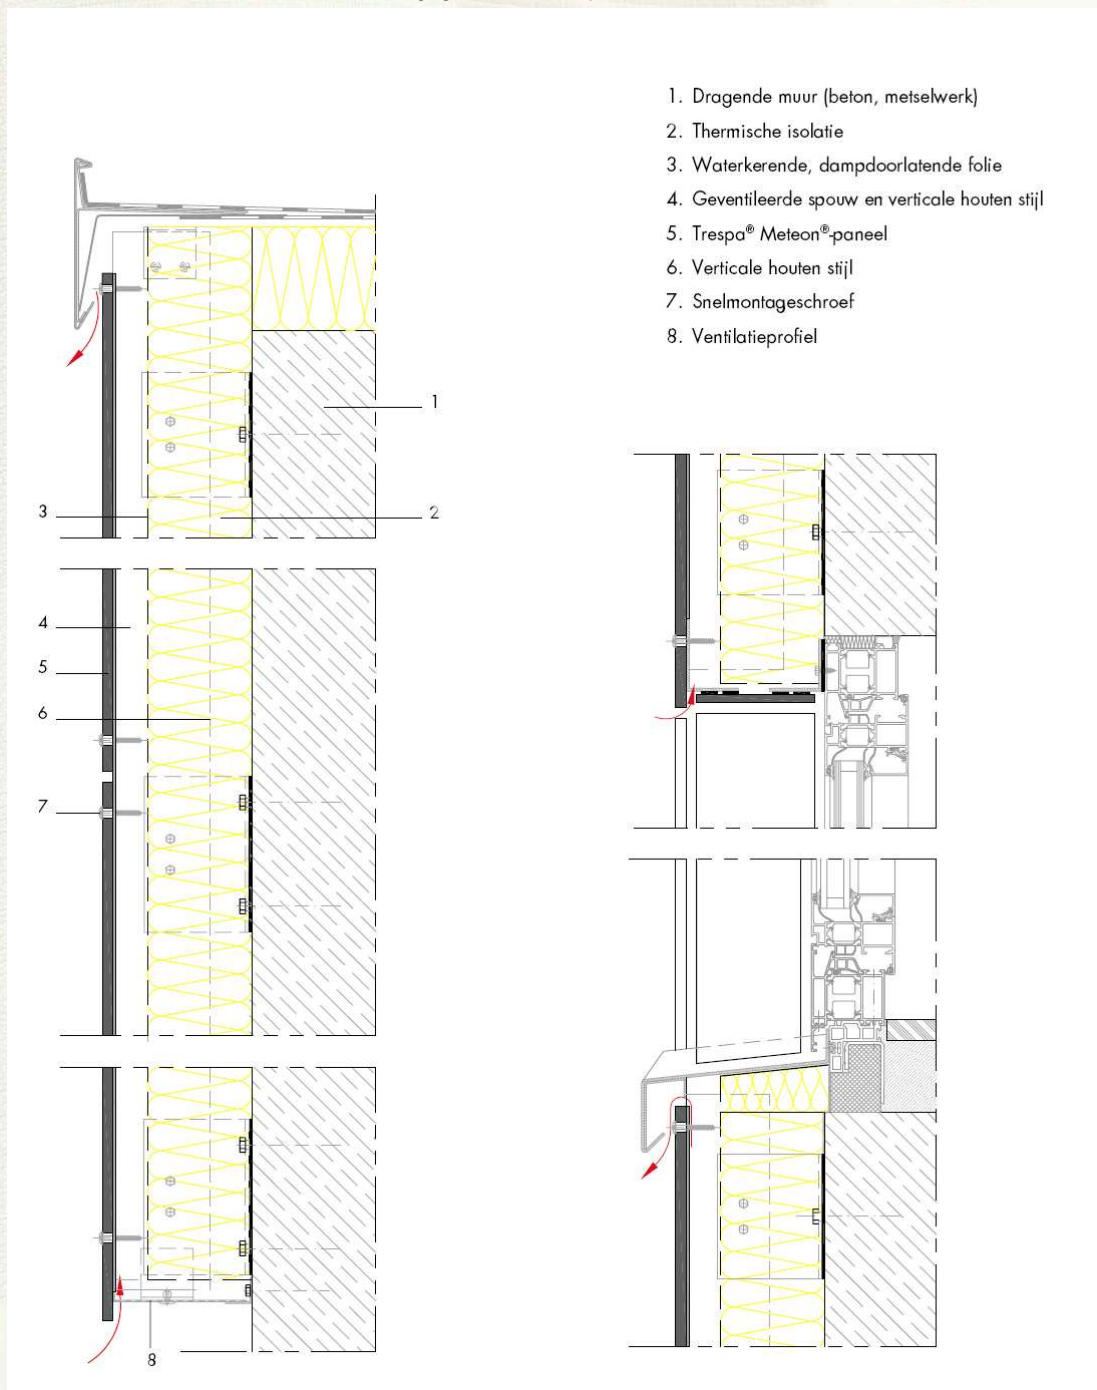 1. Dragende muur (beton, metselwerk)
2. Thermische isolatie
3. Waterkerende, dampdoorlatende folie
4. Geventileerde spouw en verticale houten stijl
5. Trespa® Meteon®-paneel
6. Verticale houten stijl
7. Snelmontageschroef
8. Ventilatieprofiel
1
3
2
4
5
6
7
8